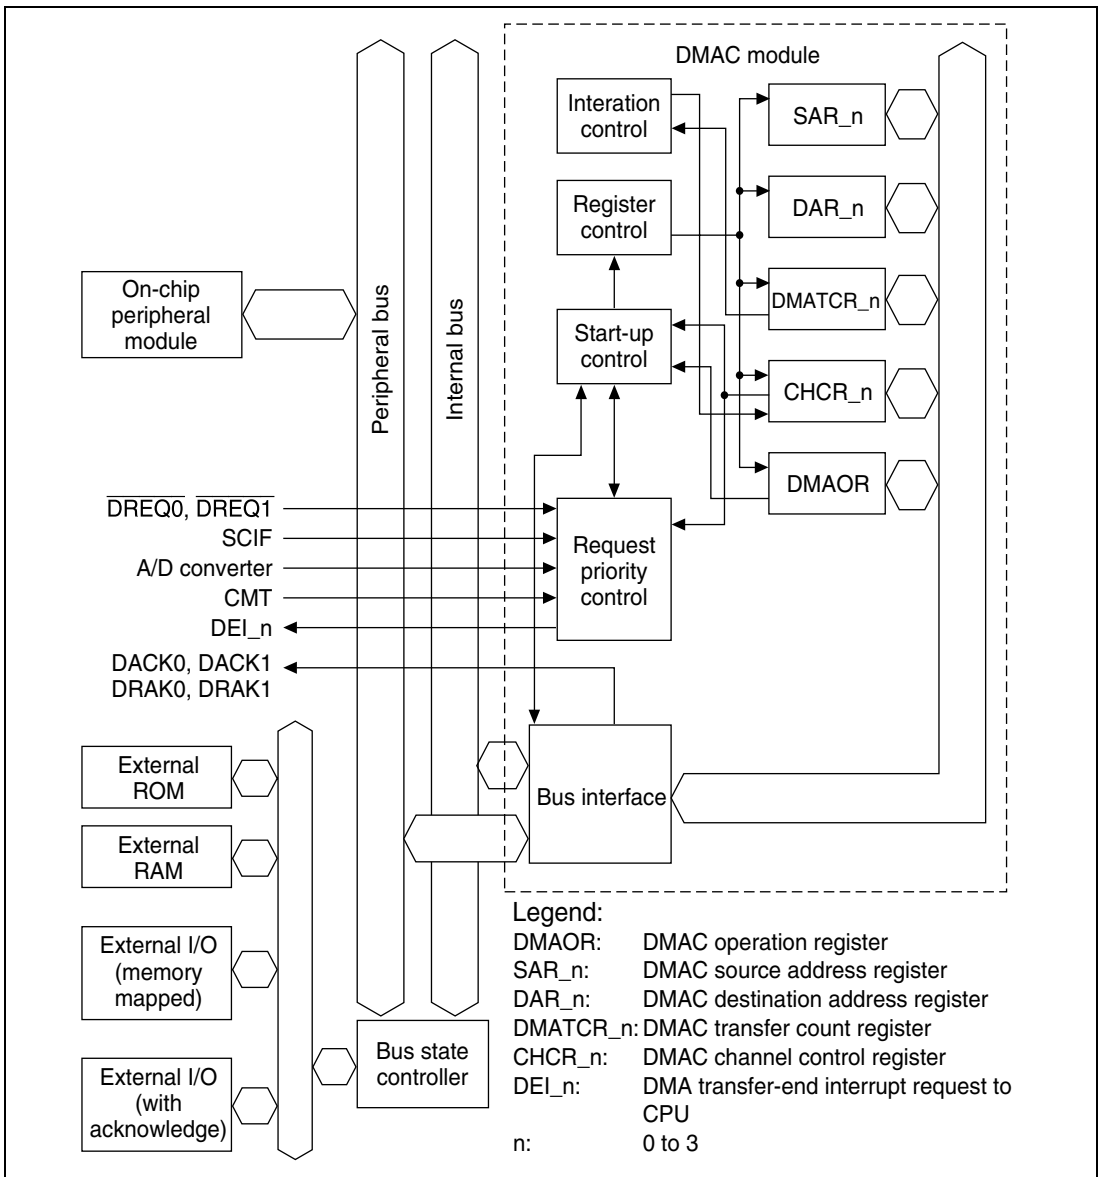 DMAC module
Interation
control
SAR_n
Register
control
DAR_n
On-chip
peripheral
module
Peripheral bus
Internal bus
DMATCR_n
Start-up
control
CHCR_n
DMAOR
DREQ0, DREQ1
SCIF
A/D converter
CMT
DEI_n
Request
priority
control
DACK0, DACK1
DRAK0, DRAK1
External
ROM
Bus interface
External
RAM
External I/O
(memory
mapped)
Bus state
controller
External I/O
(with
acknowledge)
Legend:
DMAOR: DMAC operation register
SAR_n: DMAC source address register
DAR_n: DMAC destination address register
DMATCR_n: DMAC transfer count register
CHCR_n: DMAC channel control register
DEI_n: DMA transfer-end interrupt request to
CPU
n: 0 to 3